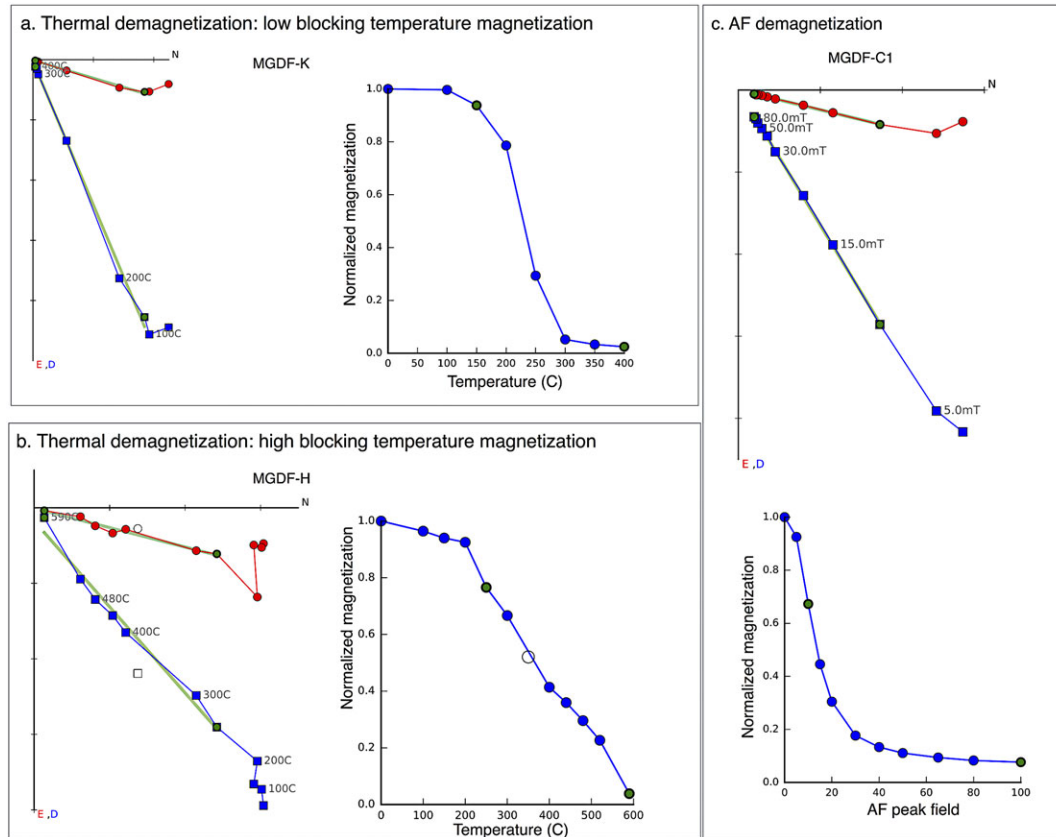 a. Thermal demagnetization: low blocking temperature magnetization
MGDF-K
N
400C
300C
200C
100C
E ,D
Normalized magnetization
1.0
0.8
0.6
0.4
0.2
0.0
0 50 100 150 200 250 300 350 400
Temperature (C)
b. Thermal demagnetization: high blocking temperature magnetization
MGDF-H
N
590C
480C
400C
300C
200C
100C
E ,D
Normalized magnetization
1.0
0.8
0.6
0.4
0.2
0.0
0 100 200 300 400 500 600
Temperature (C)
c. AF demagnetization
MGDF-C1
N
80.0mT
50.0mT
30.0mT
15.0mT
5.0mT
E ,D
Normalized magnetization
1.0
0.8
0.6
0.4
0.2
0.0
0 20 40 60 80 100
AF peak field